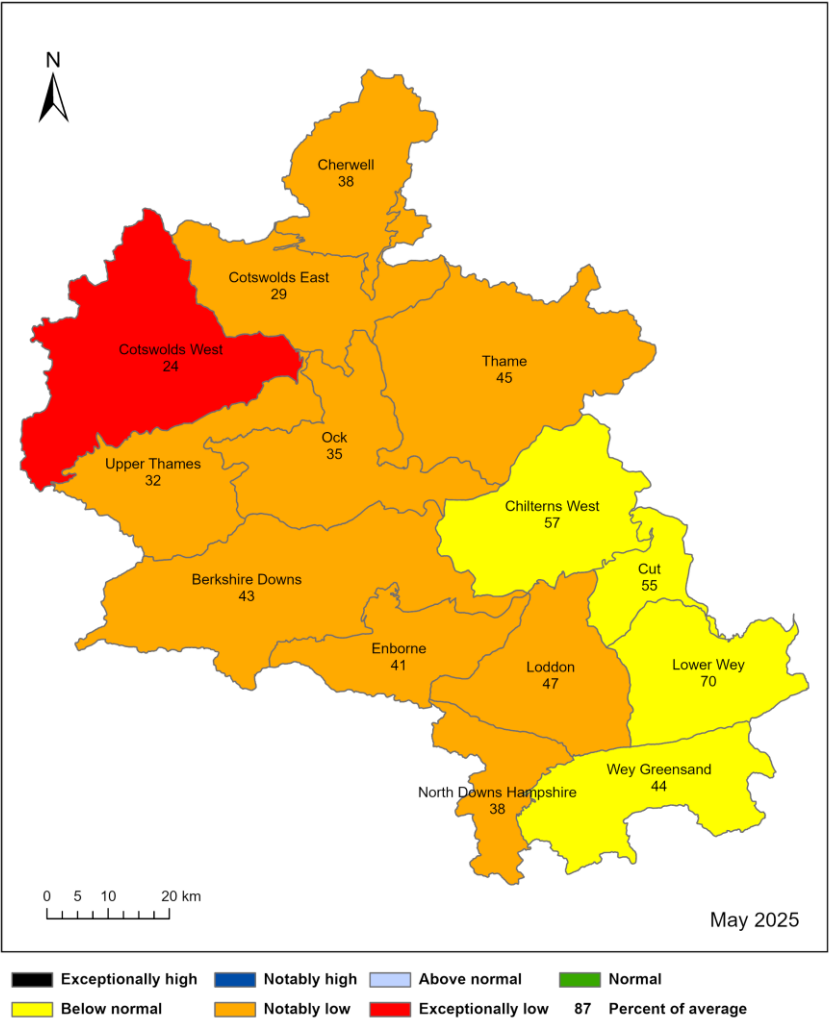 N
Cherwell
38
Cotswolds East
29
Cotswolds West
24
Thame
45
Ock
35
Upper Thames
32
Chilterns West
57
Cut
55
Berkshire Downs
43
Enborne
41
Loddon
47
Lower Wey
70
Wey Greensand
44
North Downs Hampshire
38
0 5 10 20 km
May 2025
Exceptionally high Notably high Above normal Normal
Below normal Notably low Exceptionally low 87 Percent of average